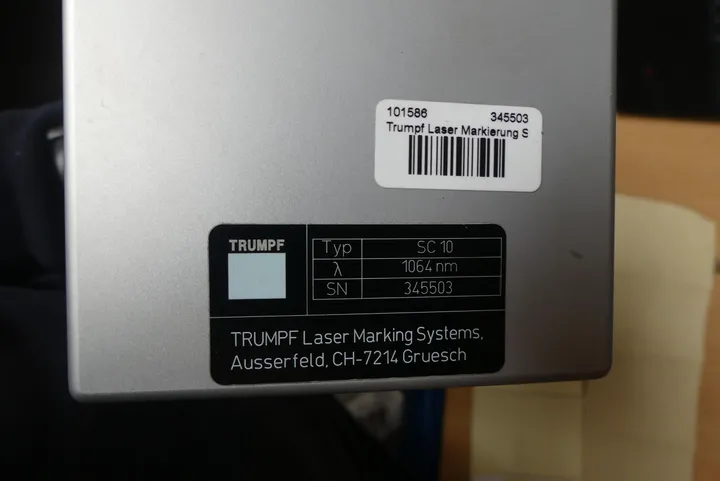 101586 345503
Trumpf Laser Markierung S
TRUMPF
Typ SC 10
λ 1064 nm
SN 345503
TRUMPF Laser Marking Systems,
Ausserfeld, CH-7214 Gruesch